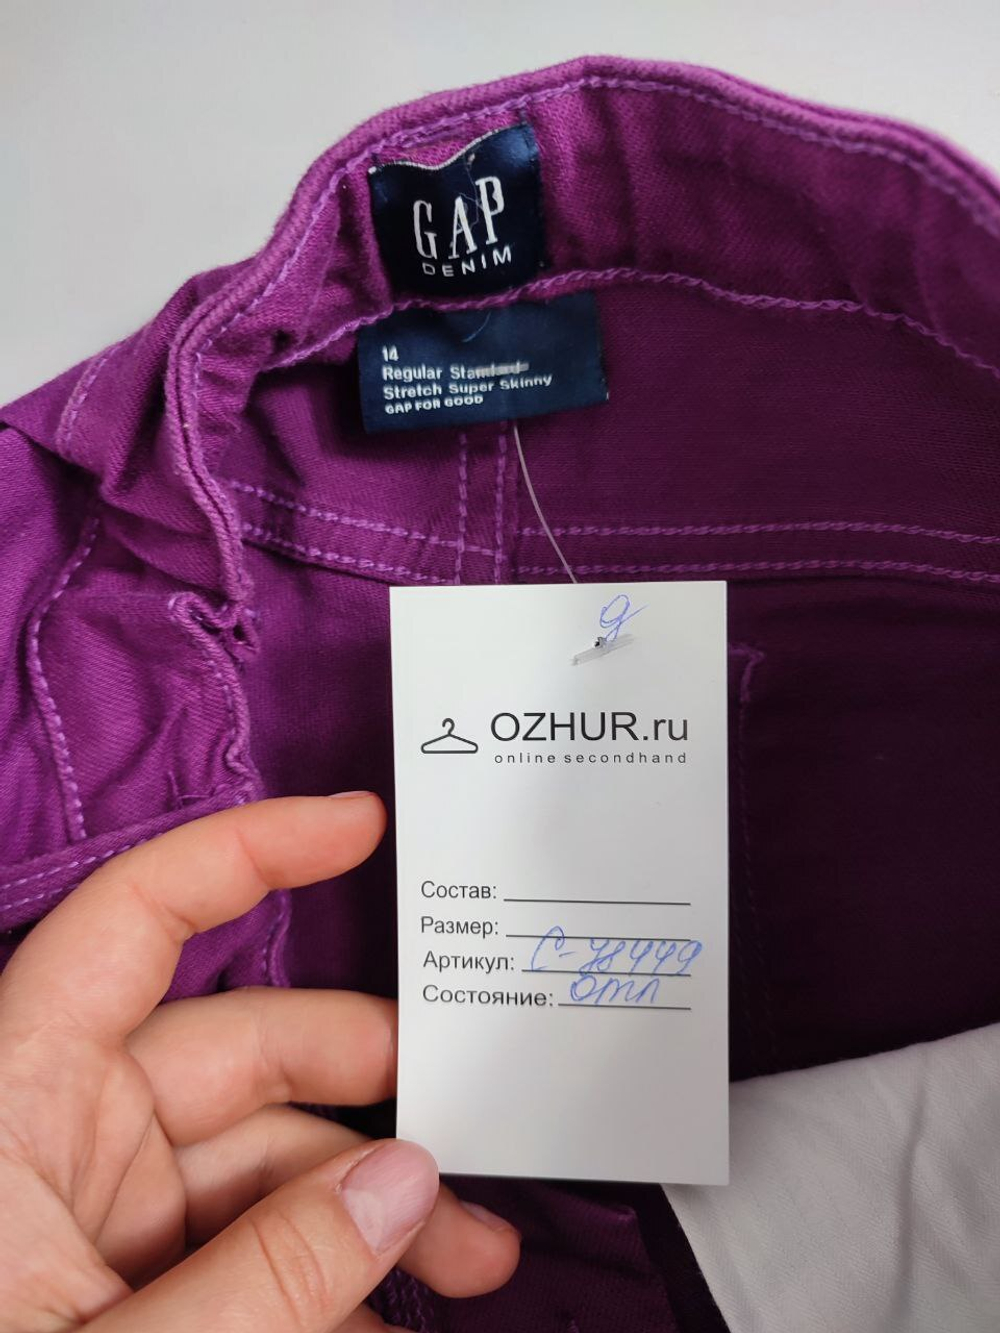 GAP
DENIM
14
Regular Standard
Stretch Super Skinny
GAP FOR GOOD
g
OZHUR.ru
online secondhand
Состав:
Размер:
Артикул: С-78449
Состояние: отл